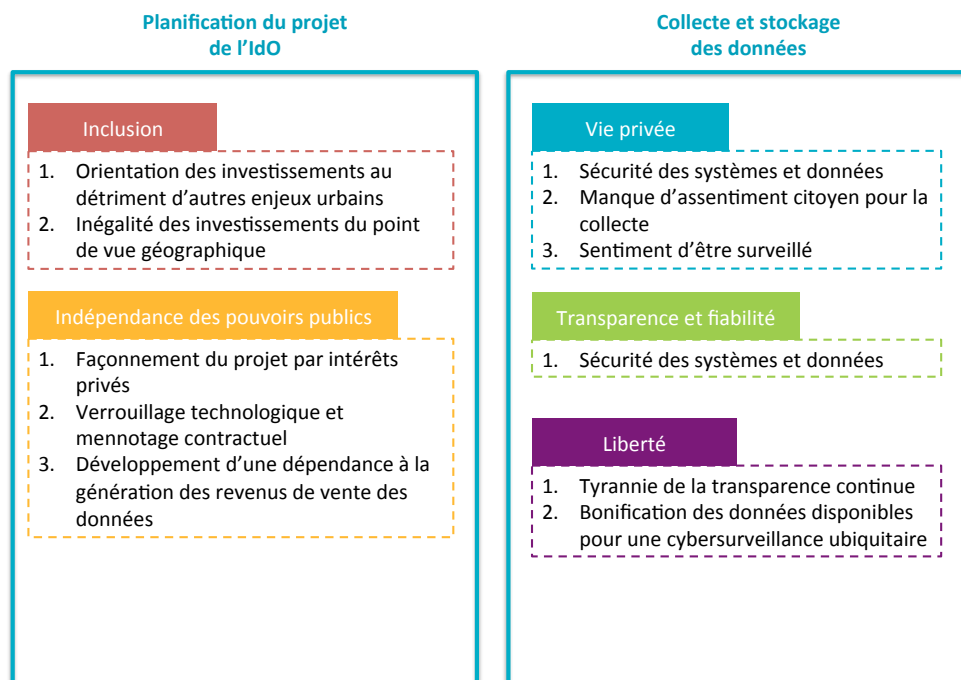 Planification du projet
de l'IdO
Inclusion
1. Orientation des investissements au
détriment d'autres enjeux urbains
2. Inégalité des investissements du point
de vue géographique
Indépendance des pouvoirs publics
1. Façonnement du projet par intérêts
privés
2. Verrouillage technologique et
mennotage contractuel
3. Développement d'une dépendance à la
génération des revenus de vente des
données
Collecte et stockage
des données
Vie privée
1. Sécurité des systèmes et données
2. Manque d'assentiment citoyen pour la
collecte
3. Sentiment d'être surveillé
Transparence et fiabilité
1. Sécurité des systèmes et données
Liberté
1. Tyrannie de la transparence continue
2. Bonification des données disponibles
pour une cybersurveillance ubiquitaire